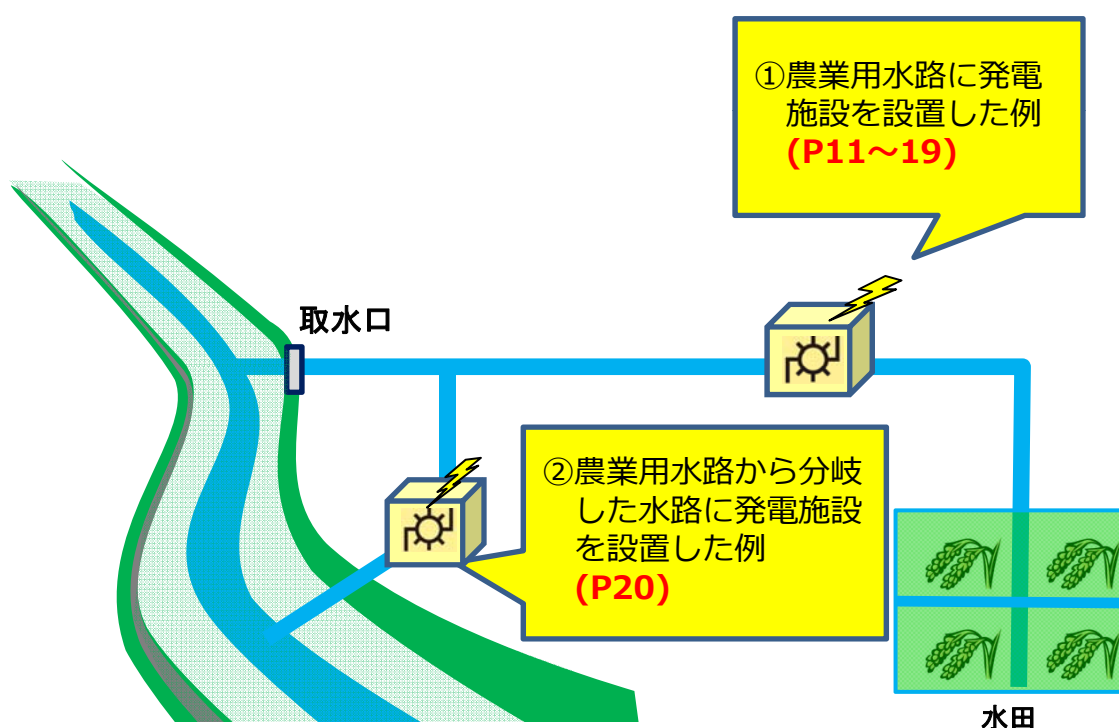 ①農業用水路に発電
施設を設置した例
(P11～19)
取水口
②農業用水路から分岐
した水路に発電施設
を設置した例
(P20)
水田